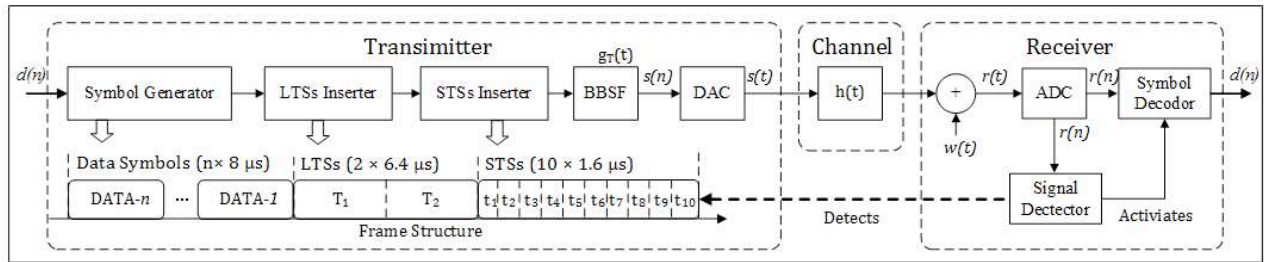 Transimitter
Channel
Receiver
d(n)
Symbol Generator
LTSs Inserter
STSs Inserter
g_T(t)
BBSF
s(n)
DAC
s(t)
h(t)
+
w(t)
r(t)
ADC
r(n)
Symbol
Decodor
d(n)
r(n)
Signal
Dectector
Activiates
Detects
Data Symbols (n× 8 µs)
LTSs (2 × 6.4 µs)
STSs (10 × 1.6 µs)
DATA-n ... DATA-1 T₁ T₂ t₁ t₂ t₃ t₄ t₅ t₆ t₇ t₈ t₉ t₁₀
Frame Structure